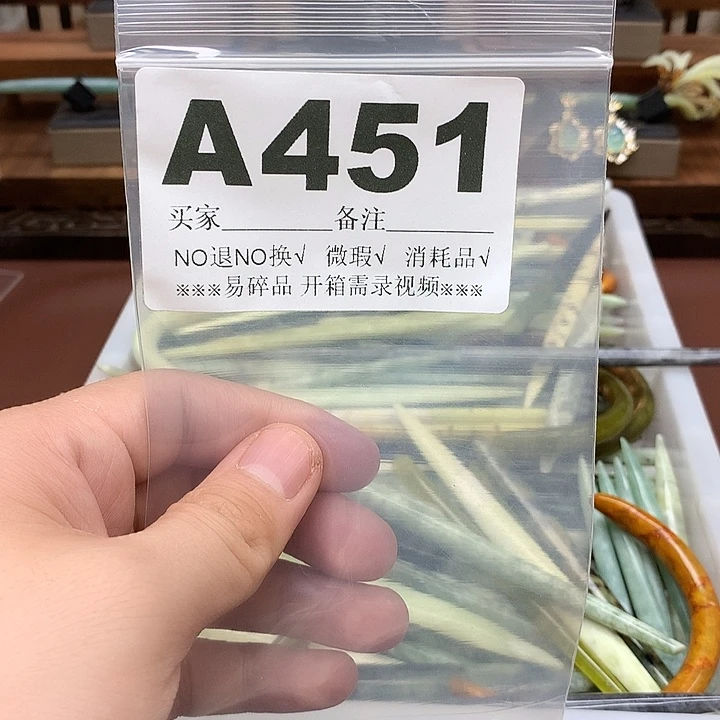 A451
买家________备注________
NO退NO换√ 微瑕√ 消耗品√
※※※易碎品 开箱需录视频※※※